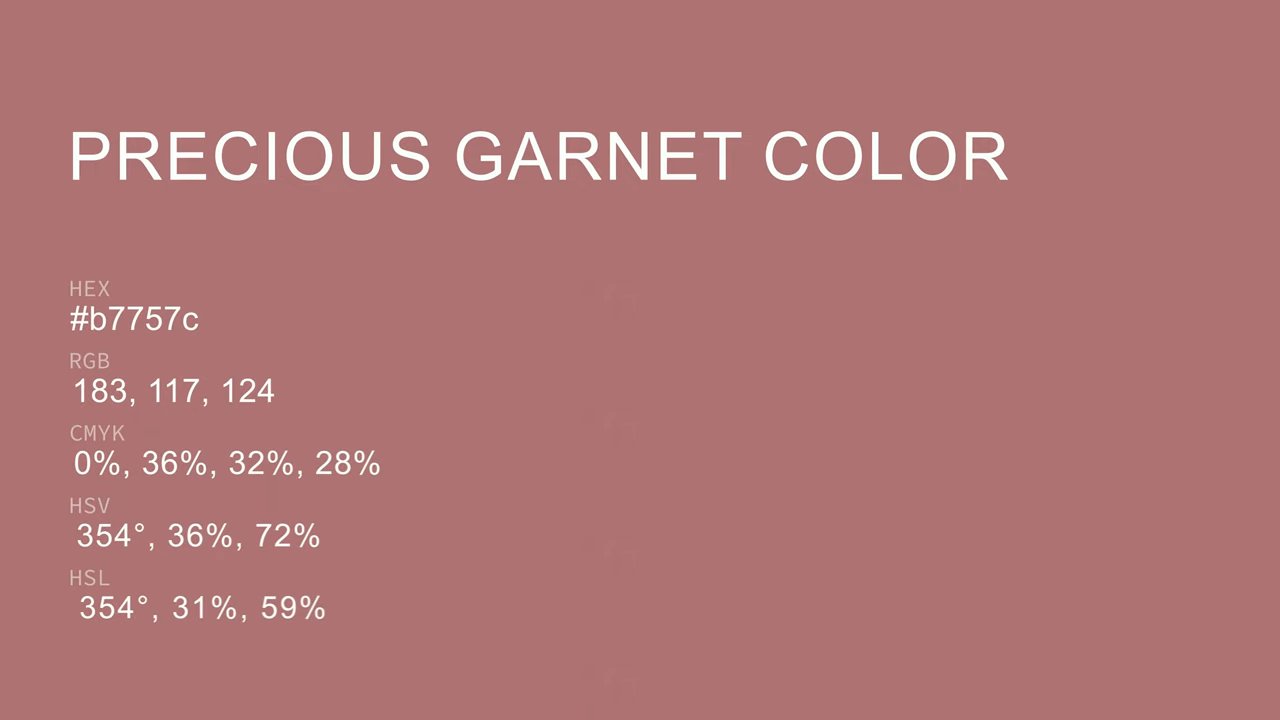 PRECIOUS GARNET COLOR
HEX
#b7757c
RGB
183, 117, 124
CMYK
0%, 36%, 32%, 28%
HSV
354°, 36%, 72%
HSL
354°, 31%, 59%